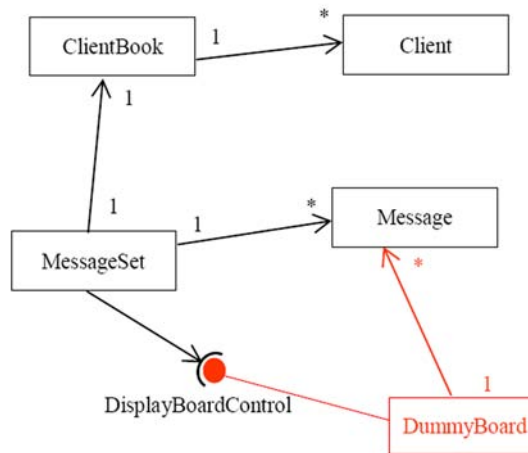 ClientBook
1
*
Client
1
1
1
*
Message
MessageSet
*
DisplayBoardControl
1
DummyBoard